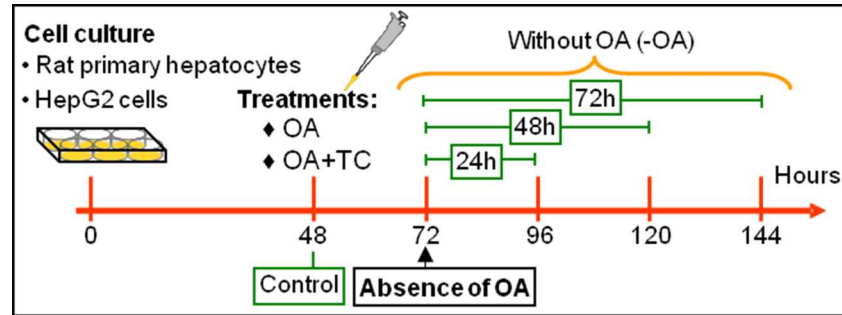 Cell culture
• Rat primary hepatocytes
• HepG2 cells
Treatments:
♦ OA
♦ OA+TC
Without OA (-OA)
72h
48h
24h
Hours
0 48 72 96 120 144
Control
Absence of OA